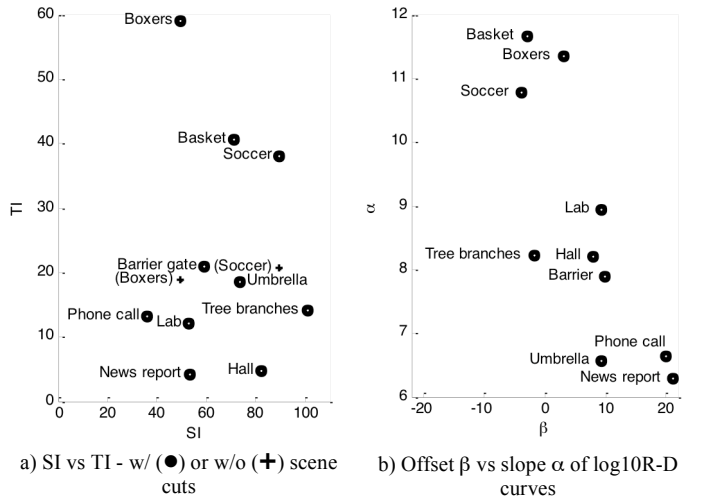 60
50
40
30
20
10
0
TI
Boxers
Basket
Soccer
Barrier gate
(Soccer)
(Boxers)
Umbrella
Tree branches
Phone call
Lab
News report
Hall
0 20 40 60 80 100
SI
a) SI vs TI - w/ (●) or w/o (+) scene
cuts
12
11
10
9
8
7
6
α
Basket
Boxers
Soccer
Lab
Tree branches
Hall
Barrier
Phone call
Umbrella
News report
-20 -10 0 10 20
β
b) Offset β vs slope α of log10R-D
curves